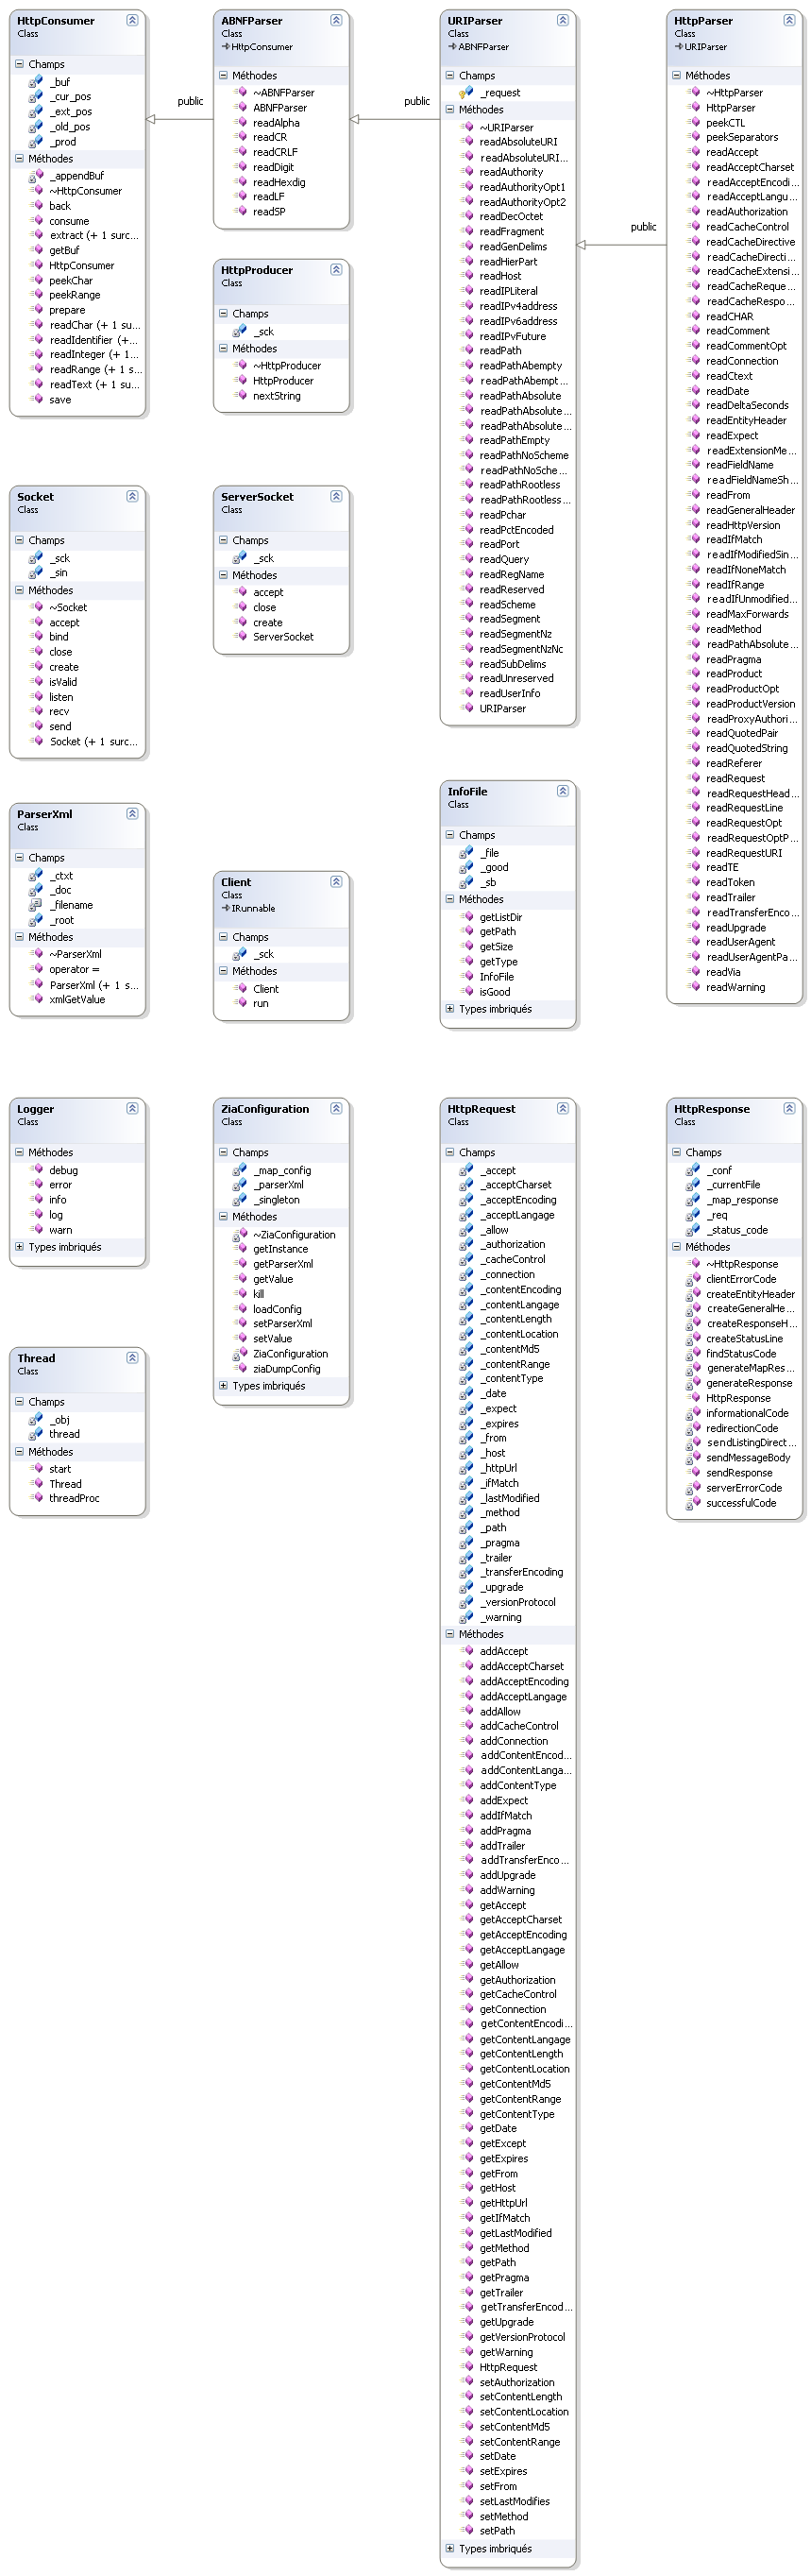 HttpConsumer
Class
Champs
_buf
_cur_pos
_ext_pos
_old_pos
_prod
Méthodes
_appendBuf
~HttpConsumer
back
consume
extract (+ 1 surc...
getBuf
HttpConsumer
peekChar
peekRange
prepare
readChar (+ 1 su...
readIdentifier (+...
readInteger (+ 1...
readRange (+ 1 s...
readText (+ 1 su...
save
public
ABNFParser
Class
HttpConsumer
Méthodes
~ABNFParser
ABNFParser
readAlpha
readCR
readCRLF
readDigit
readHexdig
readLF
readSP
public
URIParser
Class
ABNFParser
Champs
_request
Méthodes
~URIParser
readAbsoluteURI
readAbsoluteURI...
readAuthority
readAuthorityOpt1
readAuthorityOpt2
readDecOctet
readFragment
readGenDelims
readHierPart
readHost
readIPLiteral
readIPv4address
readIPv6address
readIPvFuture
readPath
readPathAbempty
readPathAbempt...
readPathAbsolute
readPathAbsolute...
readPathAbsolute...
readPathEmpty
readPathNoScheme
readPathNoSche...
readPathRootless
readPathRootless...
readPchar
readPctEncoded
readPort
readQuery
readRegName
readReserved
readScheme
readSegment
readSegmentNz
readSegmentNzNc
readSubDelims
readUnreserved
readUserInfo
URIParser
public
HttpParser
Class
URIParser
Méthodes
~HttpParser
HttpParser
peekCTL
peekSeparators
readAccept
readAcceptCharset
readAcceptEncodi...
readAcceptLangu...
readAuthorization
readCacheControl
readCacheDirective
readCacheDirecti...
readCacheExtensi...
readCacheReque...
readCacheRespo...
readCHAR
readComment
readCommentOpt
readConnection
readCtext
readDate
readDeltaSeconds
readEntityHeader
readExpect
readExtensionMe...
readFieldName
readFieldNameSh...
readFrom
readGeneralHeader
readHttpVersion
readIfMatch
readIfModifiedSin...
readIfNoneMatch
readIfRange
readIfUnmodified...
readMaxForwards
readMethod
readPathAbsolute...
readPragma
readProduct
readProductOpt
readProductVersion
readProxyAuthori...
readQuotedPair
readQuotedString
readReferer
readRequest
readRequestHead...
readRequestLine
readRequestOpt
readRequestOptP...
readRequestURI
readTE
readToken
readTrailer
readTransferEnco...
readUpgrade
readUserAgent
readUserAgentPa...
readVia
readWarning
HttpProducer
Class
Champs
_sck
Méthodes
~HttpProducer
HttpProducer
nextString
Socket
Class
Champs
_sck
_sin
Méthodes
~Socket
accept
bind
close
create
isValid
listen
recv
send
Socket (+ 1 surc...
ServerSocket
Class
Champs
_sck
Méthodes
accept
close
create
ServerSocket
ParserXml
Class
Champs
_ctxt
_doc
_filename
_root
Méthodes
~ParserXml
operator =
ParserXml (+ 1 s...
xmlGetValue
Client
Class
IRunnable
Champs
_sck
Méthodes
Client
run
InfoFile
Class
Champs
_file
_good
_sb
Méthodes
getListDir
getPath
getSize
getType
InfoFile
isGood
Types imbriqués
Logger
Class
Méthodes
debug
error
info
log
warn
Types imbriqués
Thread
Class
Champs
_obj
thread
Méthodes
start
Thread
threadProc
ZiaConfiguration
Class
Champs
_map_config
_parserXml
_singleton
Méthodes
~ZiaConfiguration
getInstance
getParserXml
getValue
kill
loadConfig
setParserXml
setValue
ZiaConfiguration
ziaDumpConfig
Types imbriqués
HttpRequest
Class
Champs
_accept
_acceptCharset
_acceptEncoding
_acceptLangage
_allow
_authorization
_cacheControl
_connection
_contentEncoding
_contentLangage
_contentLength
_contentLocation
_contentMd5
_contentRange
_contentType
_date
_expect
_expires
_from
_host
_httpUrl
_ifMatch
_lastModified
_method
_path
_pragma
_trailer
_transferEncoding
_upgrade
_versionProtocol
_warning
Méthodes
addAccept
addAcceptCharset
addAcceptEncoding
addAcceptLangage
addAllow
addCacheControl
addConnection
addContentEncod...
addContentLanga...
addContentType
addExpect
addIfMatch
addPragma
addTrailer
addTransferEnco...
addUpgrade
addWarning
getAccept
getAcceptCharset
getAcceptEncoding
getAcceptLangage
getAllow
getAuthorization
getCacheControl
getConnection
getContentEncodi...
getContentLangage
getContentLength
getContentLocation
getContentMd5
getContentRange
getContentType
getDate
getExcept
getExpires
getFrom
getHost
getHttpUrl
getIfMatch
getLastModified
getMethod
getPath
getPragma
getTrailer
getTransferEncod...
getUpgrade
getVersionProtocol
getWarning
HttpRequest
setAuthorization
setContentLength
setContentLocation
setContentMd5
setContentRange
setDate
setExpires
setFrom
setLastModifies
setMethod
setPath
Types imbriqués
HttpResponse
Class
Champs
_conf
_currentFile
_map_response
_req
_status_code
Méthodes
~HttpResponse
clientErrorCode
createEntityHeader
createGeneralHe...
createResponseH...
createStatusLine
findStatusCode
generateMapRes...
generateResponse
HttpResponse
informationalCode
redirectionCode
sendListingDirect...
sendMessageBody
sendResponse
serverErrorCode
successfulCode